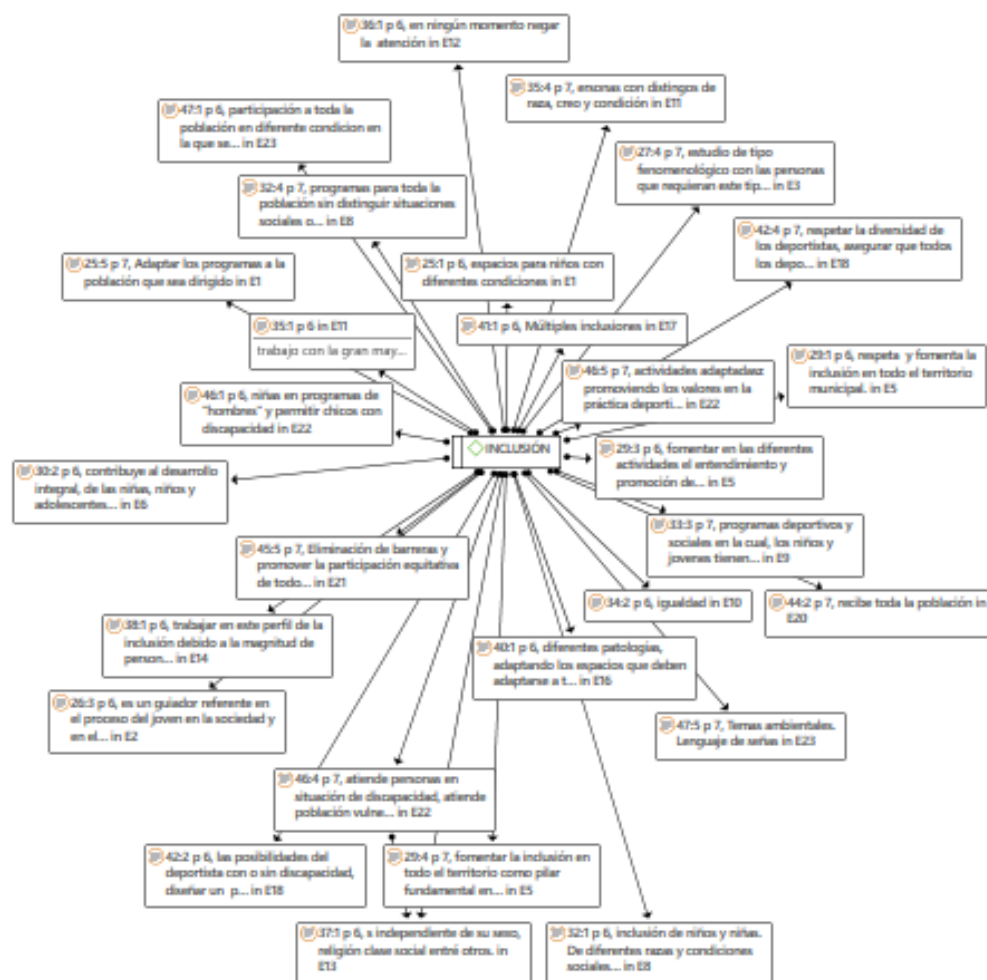 36:1 p 6, en ningún momento negar
la atención in E12
35:4 p 7, ersonas con distingos de
raza, creo y condición in E11
47:1 p 6, participación a toda la
población en diferente condicion en
la que se... in E23
27:4 p 7, estudio de tipo
fenomenológico con las personas
que requieran este tip... in E3
32:4 p 7, programas para toda la
población sin distinguir situaciones
sociales o... in E8
42:4 p 7, respetar la diversidad de
los deportistas, asegurar que todos
los depo... in E18
25:5 p 7, Adaptar los programas a la
población que sea dirigido in E1
25:1 p 6, espacios para niños con
diferentes condiciones in E1
35:1 p 6 in E11
trabajo con la gran may...
41:1 p 6, Múltiples inclusiones in E17
29:1 p 6, respeta y fomenta la
inclusión en todo el territorio
municipal. in E5
46:5 p 7, actividades adaptadasz
promoviendo los valores en la
práctica deporti... in E22
46:1 p 6, niñas en programas de
"hombres" y permitir chicos con
discapacidad in E22
INCLUSIÓN
29:3 p 6, fomentar en las diferentes
actividades el entendimiento y
promoción de... in E5
30:2 p 6, contribuye al desarrollo
integral, de las niñas, niños y
adolescentes... in E6
33:3 p 7, programas deportivos y
sociales en la cual, los niños y
jovenes tienen... in E9
45:5 p 7, Eliminación de barreras y
promover la participación equitativa
de todo... in E21
34:2 p 6, igualdad in E10
44:2 p 7, recibe toda la población in
E20
38:1 p 6, trabajar en este perfil de la
inclusión debido a la magnitud de
person... in E14
40:1 p 6, diferentes patologías,
adaptando los espacios que deben
adaptarse a t... in E16
26:3 p 6, es un guiador referente en
el proceso del joven en la sociedad y
en el... in E2
47:5 p 7, Temas ambientales.
Lenguaje de señas in E23
46:4 p 7, atiende personas en
situación de discapacidad, atiende
población vulne... in E22
42:2 p 6, las posibilidades del
deportista con o sin discapacidad,
diseñar un p... in E18
29:4 p 7, fomentar la inclusión en
todo el territorio como pilar
fundamental en... in E5
37:1 p 6, s independiente de su sexo,
religión clase social entré otros. in
E13
32:1 p 6, inclusión de niños y niñas.
De diferentes razas y condiciones
sociales... in E8